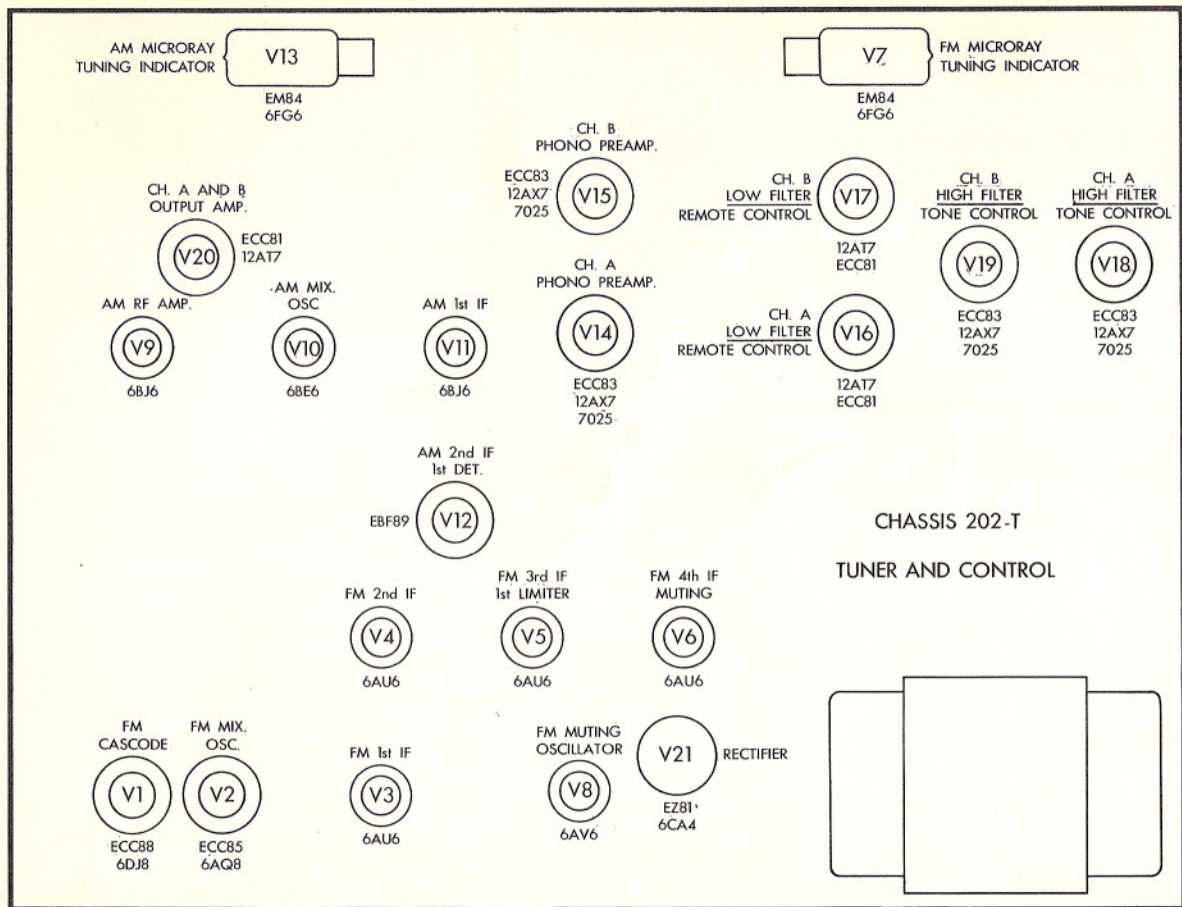 AM MICRORAY
TUNING INDICATOR
V13
EM84
6FG6
V7
FM MICRORAY
TUNING INDICATOR
EM84
6FG6
CH. B
PHONO PREAMP.
ECC83
12AX7
7025
V15
CH. B
LOW FILTER
REMOTE CONTROL
V17
12AT7
ECC81
CH. B
HIGH FILTER
TONE CONTROL
V19
ECC83
12AX7
7025
CH. A
HIGH FILTER
TONE CONTROL
V18
ECC83
12AX7
7025
CH. A AND B
OUTPUT AMP.
V20
ECC81
12AT7
AM RF AMP.
V9
6BJ6
AM MIX.
OSC
V10
6BE6
AM 1st IF
V11
6BJ6
CH. A
PHONO PREAMP.
V14
ECC83
12AX7
7025
CH. A
LOW FILTER
REMOTE CONTROL
V16
12AT7
ECC81
AM 2nd IF
1st DET.
EBF89
V12
CHASSIS 202-T
TUNER AND CONTROL
FM 2nd IF
V4
6AU6
FM 3rd IF
1st LIMITER
V5
6AU6
FM 4th IF
MUTING
V6
6AU6
FM
CASCODE
V1
ECC88
6DJ8
FM MIX.
OSC.
V2
ECC85
6AQ8
FM 1st IF
V3
6AU6
FM MUTING
OSCILLATOR
V8
6AV6
V21
RECTIFIER
EZ81
6CA4